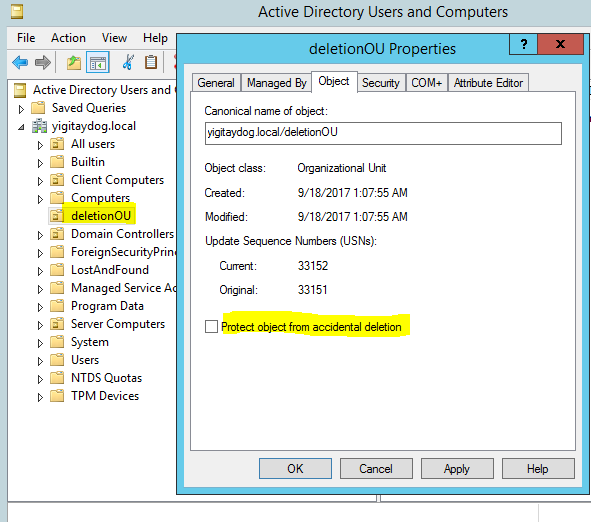 Active Directory Users and Computers
File Action View Help
Active Directory Users and C
Saved Queries
yigitaydog.local
All users
Builtin
Client Computers
Computers
deletionOU
Domain Controllers
ForeignSecurityPrinc
LostAndFound
Managed Service Ac
Program Data
Server Computers
System
Users
NTDS Quotas
TPM Devices
deletionOU Properties
? X
General Managed By Object Security COM+ Attribute Editor
Canonical name of object:
yigitaydog.local/deletionOU
Object class: Organizational Unit
Created: 9/18/2017 1:07:55 AM
Modified: 9/18/2017 1:07:55 AM
Update Sequence Numbers (USNs):
Current: 33152
Original: 33151
Protect object from accidental deletion
OK Cancel Apply Help